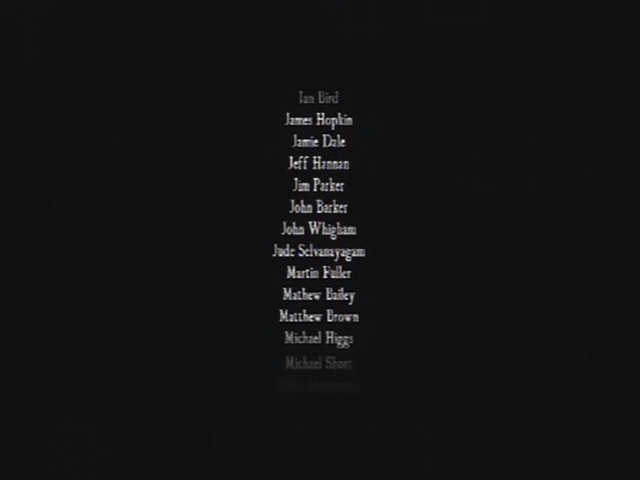 Ian Bird
James Hopkin
Jamie Dale
Jeff Hannan
Jim Parker
John Barker
John Whigham
Jude Selvanayagam
Martin Fuller
Mathew Bailey
Matthew Brown
Michael Higgs
Michael Short